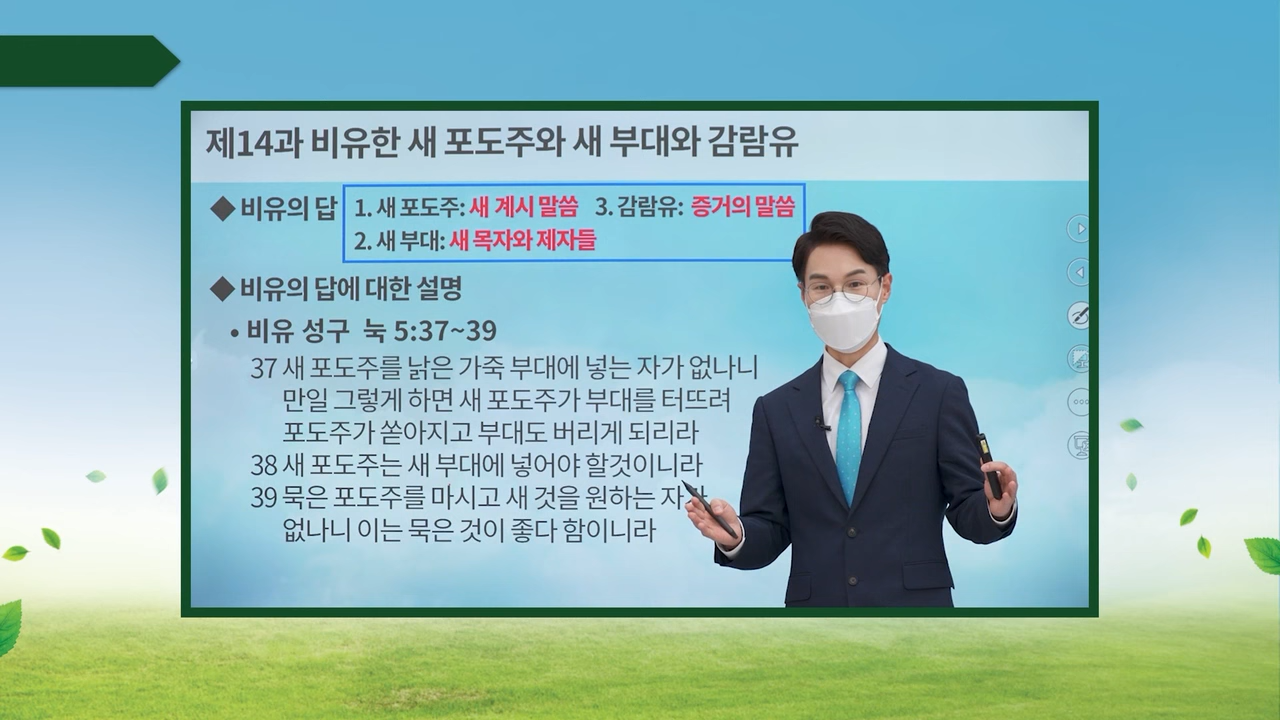 제14과 비유한 새 포도주와 새 부대와 감람유
◆ 비유의 답 1. 새 포도주: 새 계시 말씀 3. 감람유: 증거의 말씀
2. 새 부대: 새 목자와 제자들
◆ 비유의 답에 대한 설명
• 비유 성구 눅 5:37~39
37 새 포도주를 낡은 가죽 부대에 넣는 자가 없나니
만일 그렇게 하면 새 포도주가 부대를 터뜨려
포도주가 쏟아지고 부대도 버리게 되리라
38 새 포도주는 새 부대에 넣어야 할것이니라
39 묵은 포도주를 마시고 새 것을 원하는 자가
없나니 이는 묵은 것이 좋다 함이니라